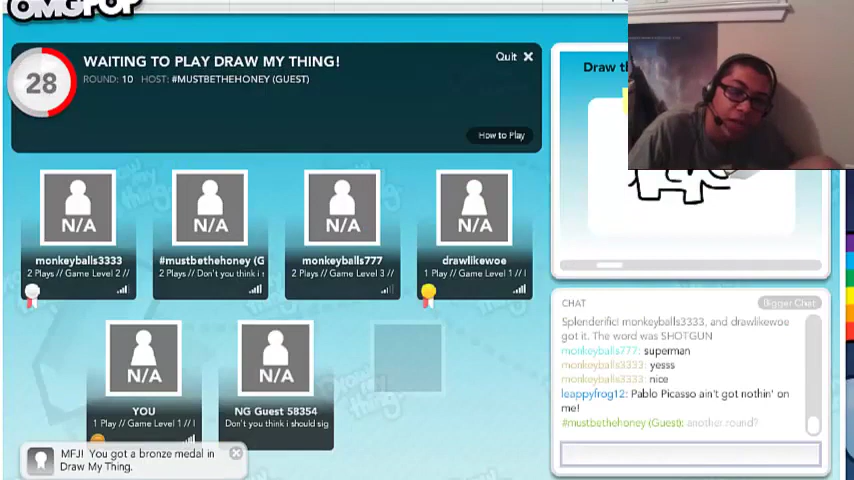 OMGPOP
28
WAITING TO PLAY DRAW MY THING!
Quit ✕
ROUND: 10 HOST: #MUSTBETHEHONEY (GUEST)
How to Play
Draw th
N/A
N/A
N/A
N/A
monkeyballs3333
#mustbethehoney (G
monkeyballs777
drawlikewoe
2 Plays // Game Level 2 //
2 Plays // Don't you think i s
2 Plays // Game Level 3 //
1 Play // Game Level 1 // I
N/A
N/A
YOU
NG Guest 58354
1 Play // Game Level 1 // I
Don't you think i should sig
MFJ! You got a bronze medal in
Draw My Thing.
CHAT
Bigger Chat
Splenderific! monkeyballs3333, and drawlikewoe
got it. The word was SHOTGUN
monkeyballs777: superman
monkeyballs3333: yesss
monkeyballs3333: nice
leappyfrog12: Pablo Picasso ain't got nothin' on
me!
#mustbethehoney (Guest): another round?